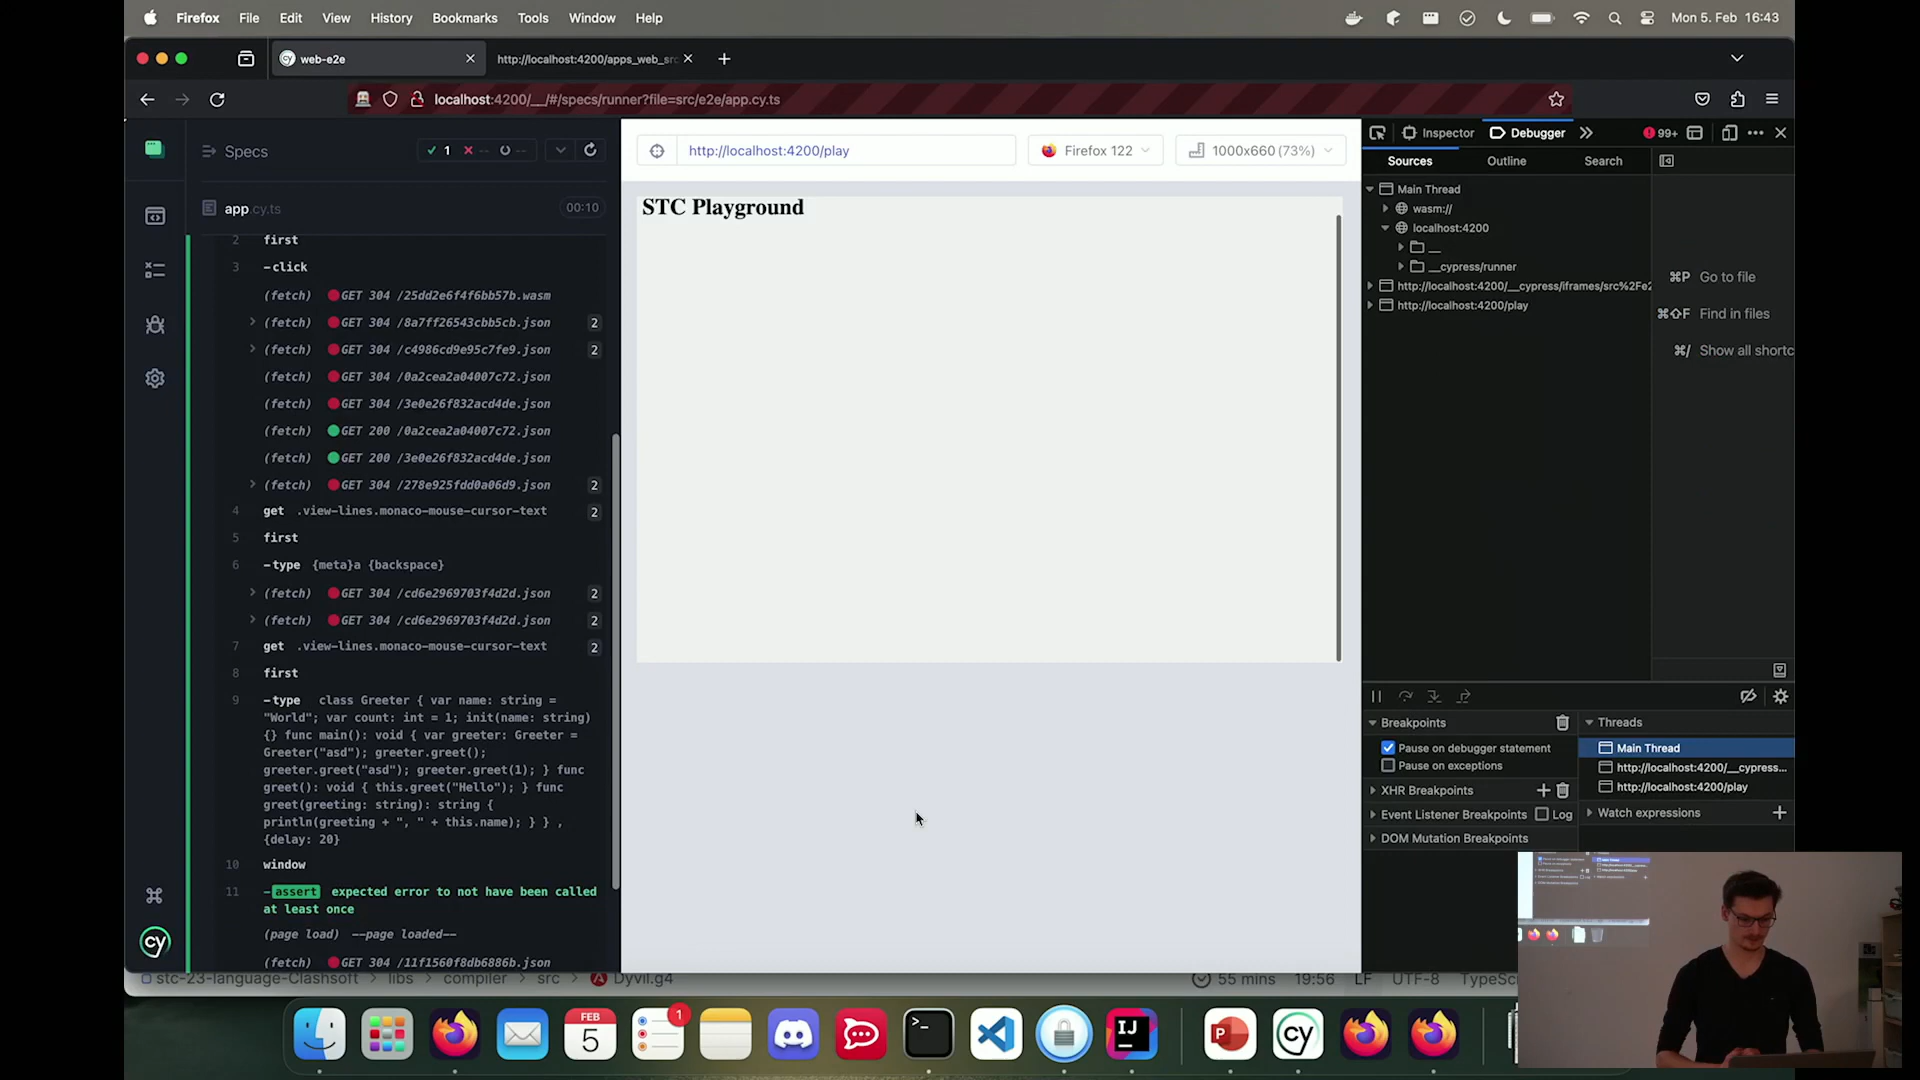 Firefox File Edit View History Bookmarks Tools Window Help Mon 5. Feb 16:43
web-e2e
http://localhost:4200/apps_web_src
localhost:4200/__/#/specs/runner?file=src/e2e/app.cy.ts
Specs
1 -- --
app.cy.ts 00:10
2 first
3 -click
(fetch) GET 304 /25dd2e6f4f6bb57b.wasm
(fetch) GET 304 /8a7ff26543cbb5cb.json 2
(fetch) GET 304 /c4986cd9e95c7fe9.json 2
(fetch) GET 304 /0a2cea2a04007c72.json
(fetch) GET 304 /3e0e26f832acd4de.json
(fetch) GET 200 /0a2cea2a04007c72.json
(fetch) GET 200 /3e0e26f832acd4de.json
(fetch) GET 304 /278e925fdd0a06d9.json 2
4 get .view-lines.monaco-mouse-cursor-text 2
5 first
6 -type {meta}a {backspace}
(fetch) GET 304 /cd6e2969703f4d2d.json 2
(fetch) GET 304 /cd6e2969703f4d2d.json 2
7 get .view-lines.monaco-mouse-cursor-text 2
8 first
9 -type class Greeter { var name: string =
"World"; var count: int = 1; init(name: string)
{} func main(): void { var greeter: Greeter =
Greeter("asd"); greeter.greet();
greeter.greet("asd"); greeter.greet(1); } func
greet(): void { this.greet("Hello"); } func
greet(greeting: string): string {
println(greeting + ", " + this.name); } } ,
{delay: 20}
10 window
11 -assert expected error to not have been called
at least once
(page load) --page loaded--
(fetch) GET 304 /11f1560f8db6886b.json
cy
http://localhost:4200/play
Firefox 122
1000x660 (73%)
STC Playground
Inspector Debugger 99+
Sources Outline Search
Main Thread
wasm://
localhost:4200
__
__cypress/runner
http://localhost:4200/__cypress/iframes/src%2Fe2
http://localhost:4200/play
⌘P Go to file
⌘⇧F Find in files
⌘/ Show all shortc
Breakpoints
Pause on debugger statement
Pause on exceptions
XHR Breakpoints
Event Listener Breakpoints Log
DOM Mutation Breakpoints
Threads
Main Thread
http://localhost:4200/__cypress...
http://localhost:4200/play
Watch expressions
stc-23-language-Clashsoft libs compiler src Dyvil.g4 55 mins 19:56 LF UTF-8 TypeSc
FEB
5
1
>_
IJ
P
cy